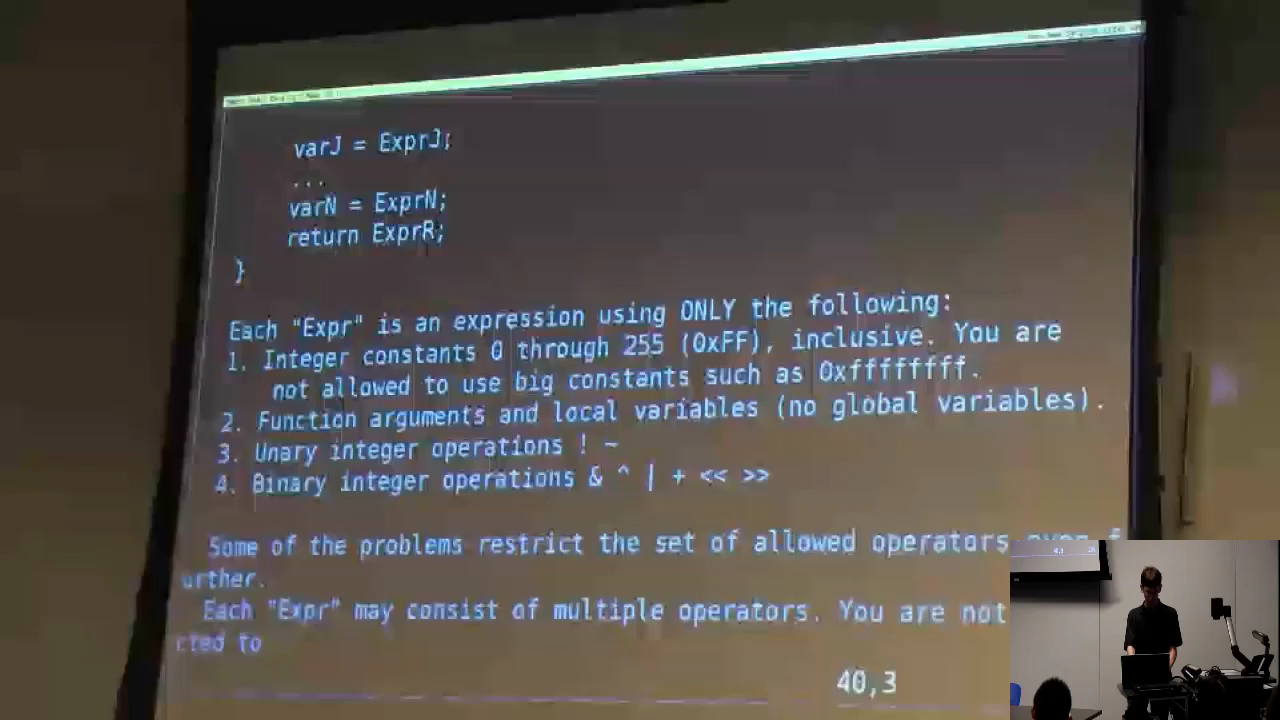 varJ = ExprJ;
...
varN = ExprN;
return ExprR;
}
Each "Expr" is an expression using ONLY the following:
1. Integer constants 0 through 255 (0xFF), inclusive. You are
not allowed to use big constants such as 0xffffffff.
2. Function arguments and local variables (no global variables).
3. Unary integer operations ! ~
4. Binary integer operations & ^ | + << >>
Some of the problems restrict the set of allowed operators even f
urther.
Each "Expr" may consist of multiple operators. You are not
cted to
40,3